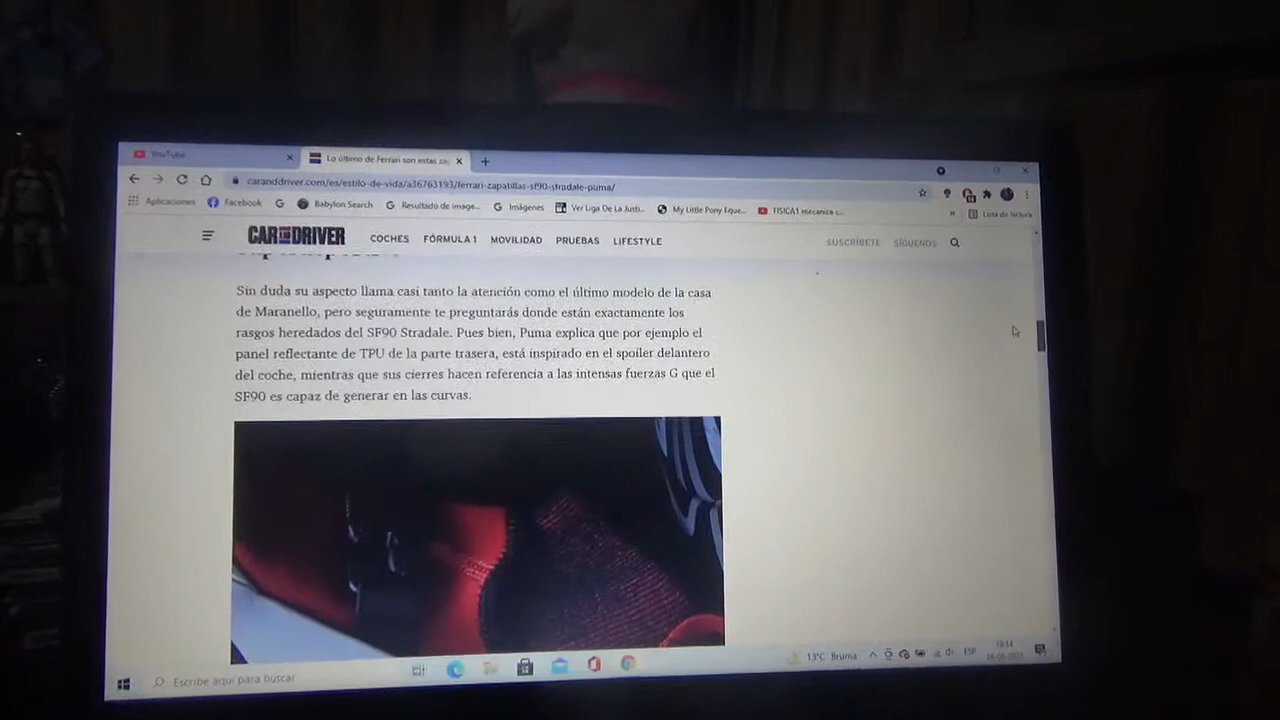 YouTube
Lo último de Ferrari son estas za
caranddriver.com/es/estilo-de-vida/a36763193/ferrari-zapatillas-sf90-stradale-puma/
Aplicaciones Facebook Babylon Search Resultado de image... Imágenes Ver Liga De La Justi... My Little Pony Eque... FISICA1 mecanica c... » Lista de lectura
CAR AND DRIVER COCHES FÓRMULA 1 MOVILIDAD PRUEBAS LIFESTYLE SUSCRÍBETE SÍGUENOS
Sin duda su aspecto llama casi tanto la atención como el último modelo de la casa
de Maranello, pero seguramente te preguntarás donde están exactamente los
rasgos heredados del SF90 Stradale. Pues bien, Puma explica que por ejemplo el
panel reflectante de TPU de la parte trasera, está inspirado en el spoiler delantero
del coche, mientras que sus cierres hacen referencia a las intensas fuerzas G que el
SF90 es capaz de generar en las curvas.
Escribe aquí para buscar
13°C Bruma ESP